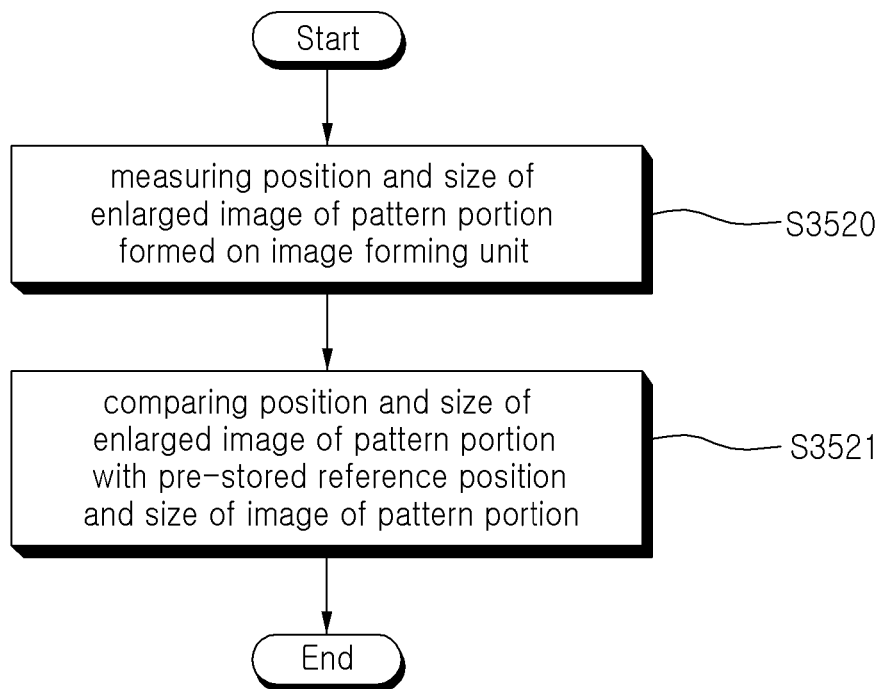 Start
measuring position and size of
enlarged image of pattern portion
formed on image forming unit
S3520
comparing position and size of
enlarged image of pattern portion
with pre-stored reference position
and size of image of pattern portion
S3521
End